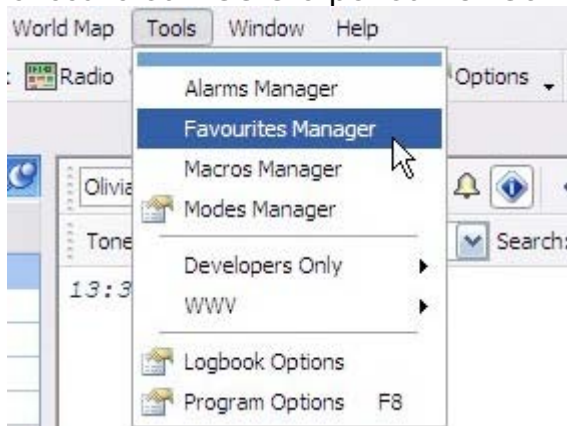 World Map Tools Window Help
Radio Options
Alarms Manager
Favourites Manager
Macros Manager
Olivia
Modes Manager
Tone Search:
Developers Only
13:3
WWV
Logbook Options
Program Options F8